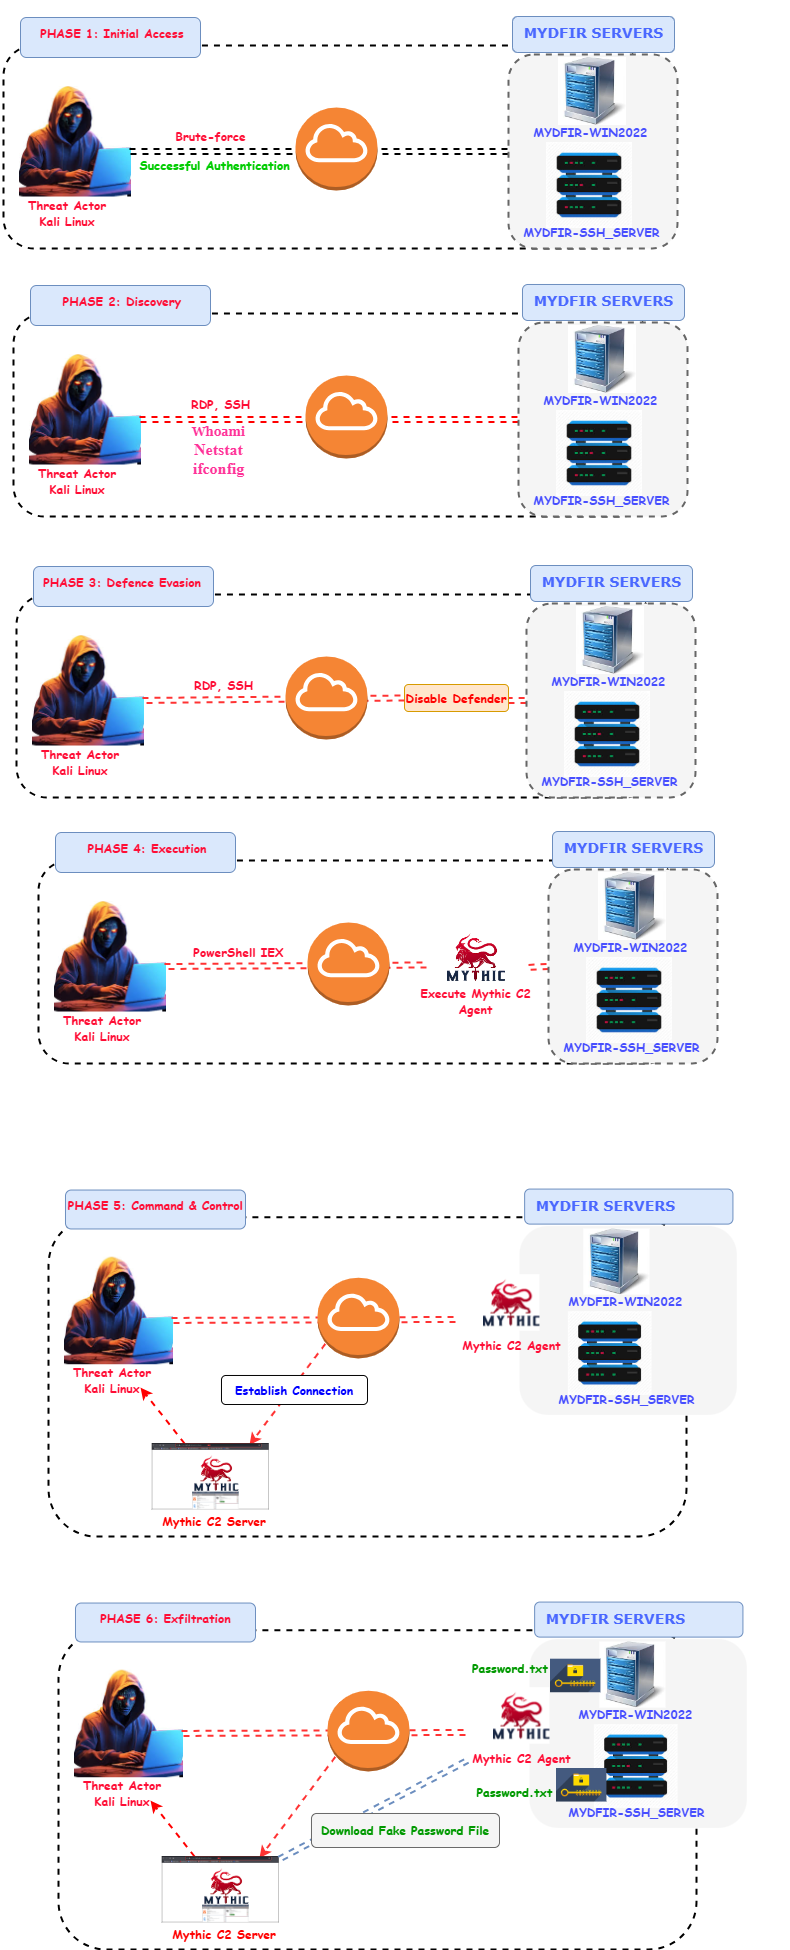 PHASE 1: Initial Access
MYDFIR SERVERS
MYDFIR-WIN2022
Brute-force
Successful Authentication
Threat Actor
Kali Linux
MYDFIR-SSH_SERVER
PHASE 2: Discovery
MYDFIR SERVERS
MYDFIR-WIN2022
RDP, SSH
Whoami
Netstat
ifconfig
Threat Actor
Kali Linux
MYDFIR-SSH_SERVER
PHASE 3: Defence Evasion
MYDFIR SERVERS
MYDFIR-WIN2022
RDP, SSH
Disable Defender
Threat Actor
Kali Linux
MYDFIR-SSH_SERVER
PHASE 4: Execution
MYDFIR SERVERS
MYDFIR-WIN2022
PowerShell IEX
MYTHIC
Execute Mythic C2
Agent
Threat Actor
Kali Linux
MYDFIR-SSH_SERVER
PHASE 5: Command & Control
MYDFIR SERVERS
MYDFIR-WIN2022
MYTHIC
Mythic C2 Agent
Threat Actor
Kali Linux
Establish Connection
MYDFIR-SSH_SERVER
MYTHIC
Mythic C2 Server
PHASE 6: Exfiltration
MYDFIR SERVERS
Password.txt
MYDFIR-WIN2022
MYTHIC
Mythic C2 Agent
Threat Actor
Kali Linux
Password.txt
MYDFIR-SSH_SERVER
Download Fake Password File
MYTHIC
Mythic C2 Server